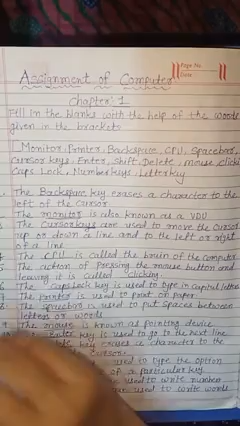 Page No.
Date
Assignment of Computer
Chapter:1
Fill in the blanks with the help of the words
given in the brackets
Monitor, Printer, Backspace, CPU, Spacebar,
Cursor keys, Enter, Shift, Delete, mouse, clicki
Caps Lock, Number keys, Letter key
The Backspace key erases a character to the
left of the cursor
The monitor is also known as a VDU
The Cursor keys are used to move the cursor
up or down a line and to the left or right
of a line
The CPU is called the brain of the computer
The action of pressing the mouse button and
leaving it is called clicking
The capslock key is used to type in capital letters
The Printer is used to print on paper
The spacebar is used to put spaces between
letters or words
The mouse is known as pointing device
key is used to go to the next line
key erases a character to the
cursor
used to type the option
of a particular key
used to write number
used to write words